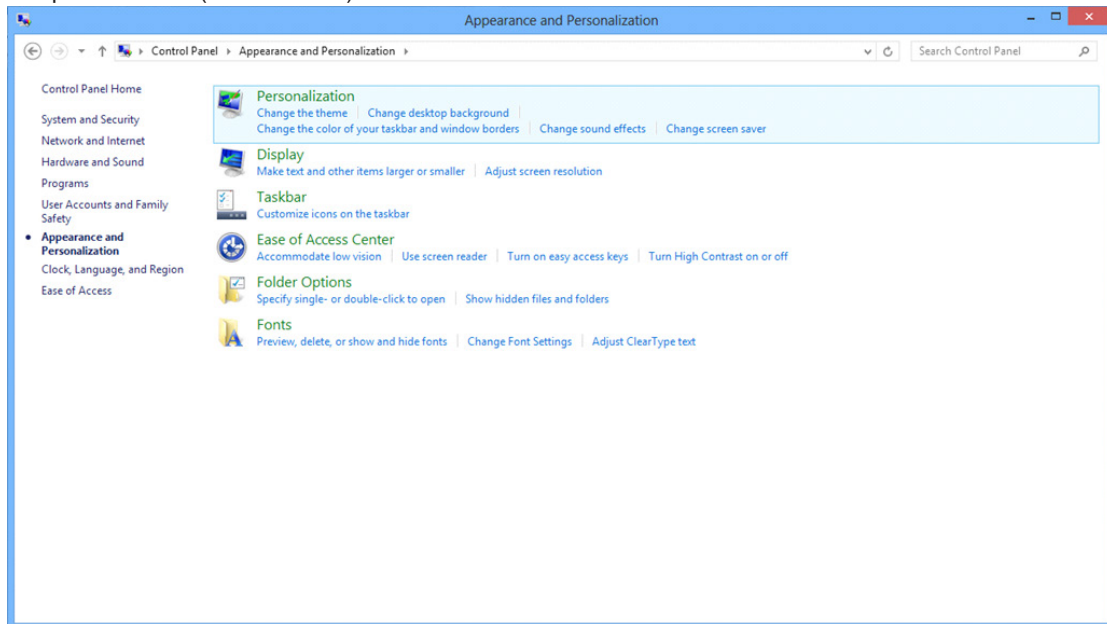 Appearance and Personalization
Control Panel Appearance and Personalization
Search Control Panel
Control Panel Home
System and Security
Network and Internet
Hardware and Sound
Programs
User Accounts and Family
Safety
Appearance and
Personalization
Clock, Language, and Region
Ease of Access
Personalization
Change the theme Change desktop background
Change the color of your taskbar and window borders Change sound effects Change screen saver
Display
Make text and other items larger or smaller Adjust screen resolution
Taskbar
Customize icons on the taskbar
Ease of Access Center
Accommodate low vision Use screen reader Turn on easy access keys Turn High Contrast on or off
Folder Options
Specify single- or double-click to open Show hidden files and folders
Fonts
Preview, delete, or show and hide fonts Change Font Settings Adjust ClearType text